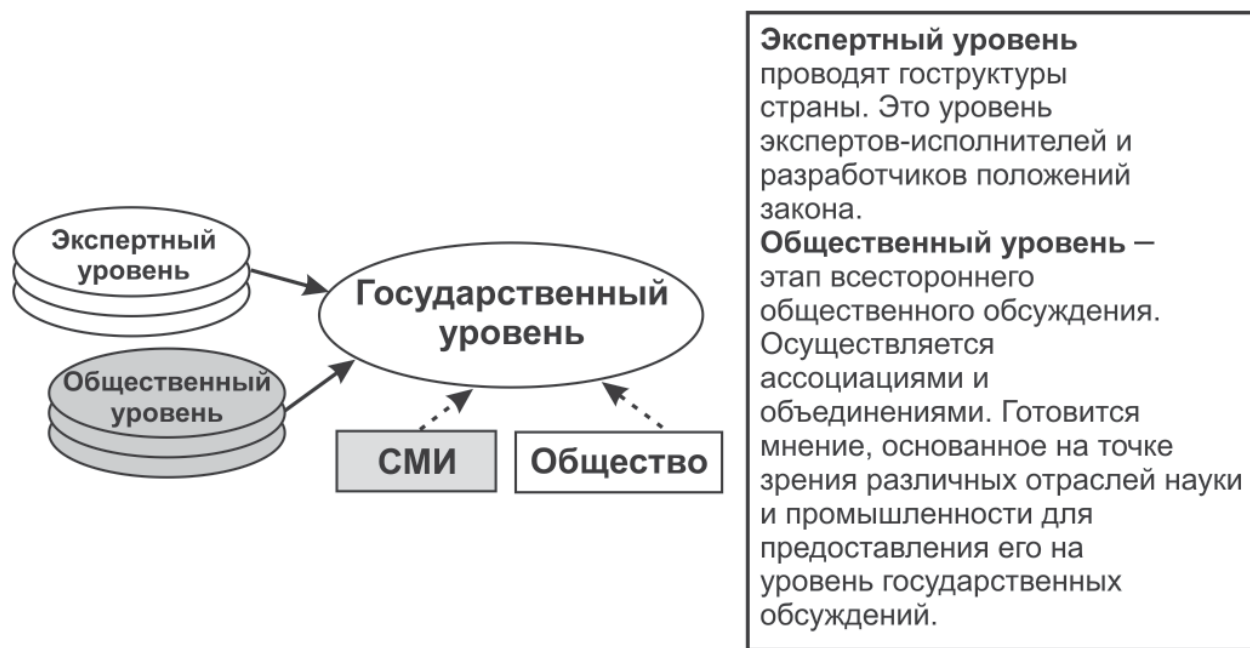 Экспертный
уровень
Общественный
уровень
Государственный
уровень
СМИ
Общество
Экспертный уровень
проводят гоструктуры
страны. Это уровень
экспертов-исполнителей и
разработчиков положений
закона.
Общественный уровень –
этап всестороннего
общественного обсуждения.
Осуществляется
ассоциациями и
объединениями. Готовится
мнение, основанное на точке
зрения различных отраслей науки
и промышленности для
предоставления его на
уровень государственных
обсуждений.